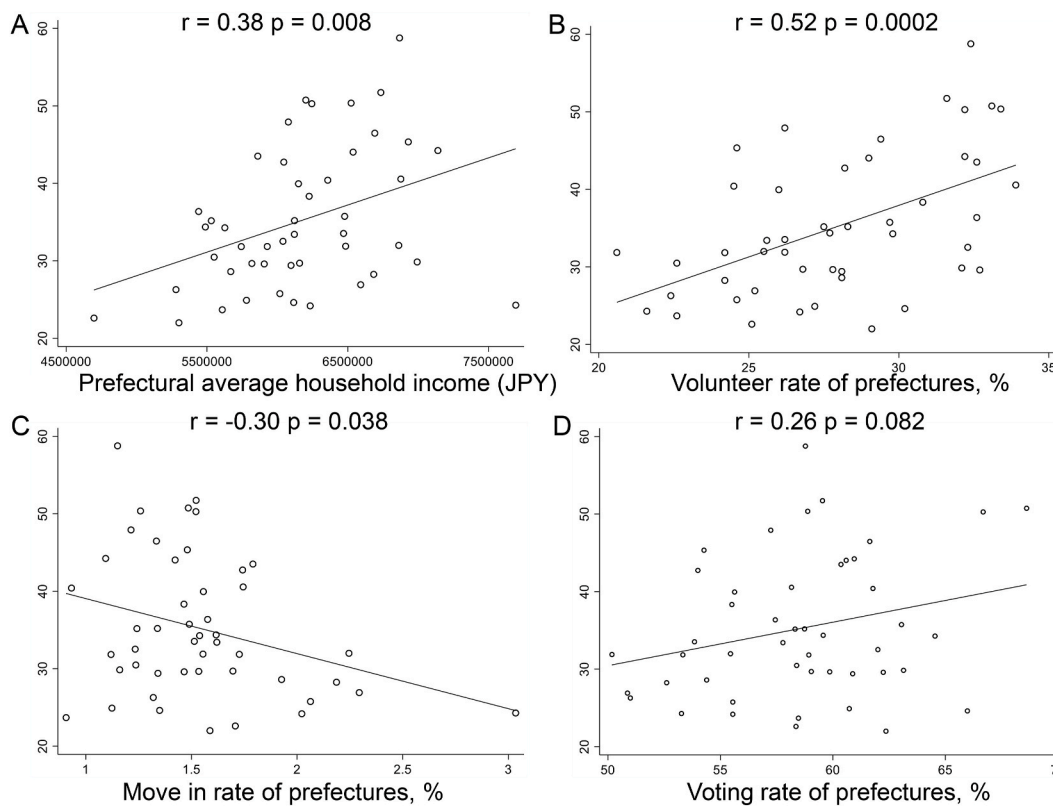 A
r = 0.38 p = 0.008
60
50
40
30
20
4500000 5500000 6500000 7500000
Prefectural average household income (JPY)
B
r = 0.52 p = 0.0002
60
50
40
30
20
20 25 30 35
Volunteer rate of prefectures, %
C
r = -0.30 p = 0.038
60
50
40
30
20
1 1.5 2 2.5 3
Move in rate of prefectures, %
D
r = 0.26 p = 0.082
60
50
40
30
20
50 55 60 65 7
Voting rate of prefectures, %